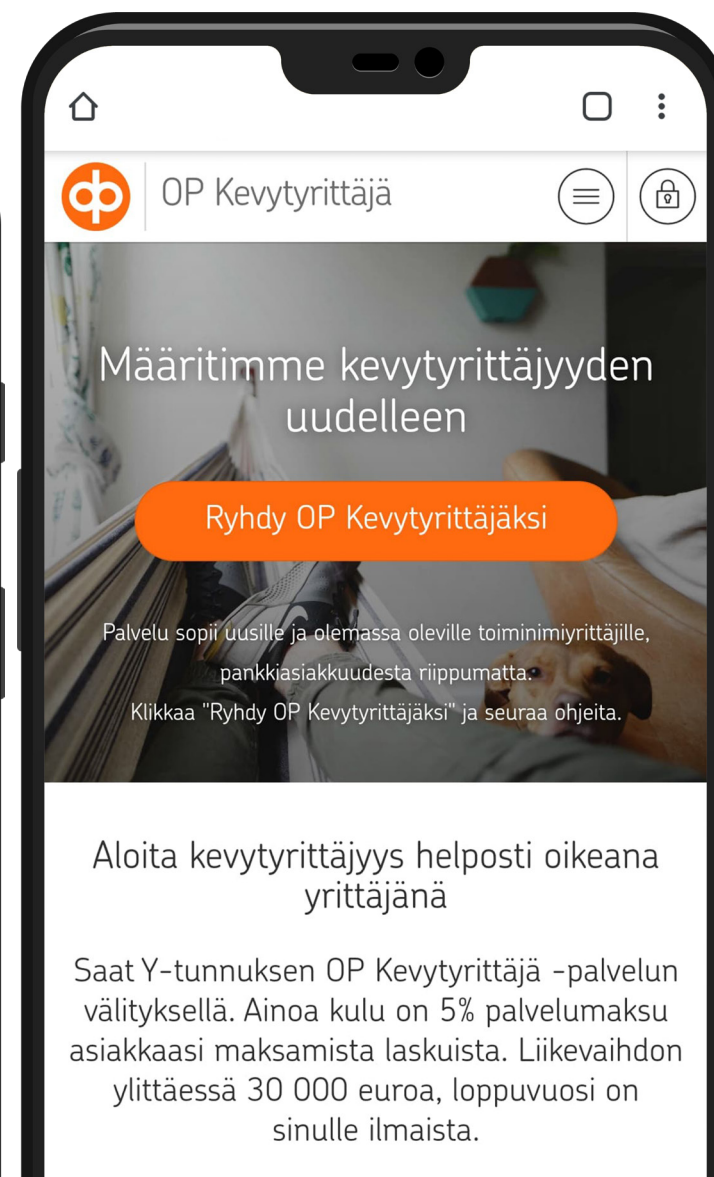 OP Kevytyrittäjä
Määritimme kevytyrittäjyyden
uudelleen
Ryhdy OP Kevytyrittäjäksi
Palvelu sopii uusille ja olemassa oleville toiminimiyrittäjille,
pankkiasiakkuudesta riippumatta.
Klikkaa "Ryhdy OP Kevytyrittäjäksi" ja seuraa ohjeita.
Aloita kevytyrittäjyys helposti oikeana
yrittäjänä
Saat Y-tunnuksen OP Kevytyrittäjä -palvelun
välityksellä. Ainoa kulu on 5% palvelumaksu
asiakkaasi maksamista laskuista. Liikevaihdon
ylittäessä 30 000 euroa, loppuvuosi on
sinulle ilmaista.